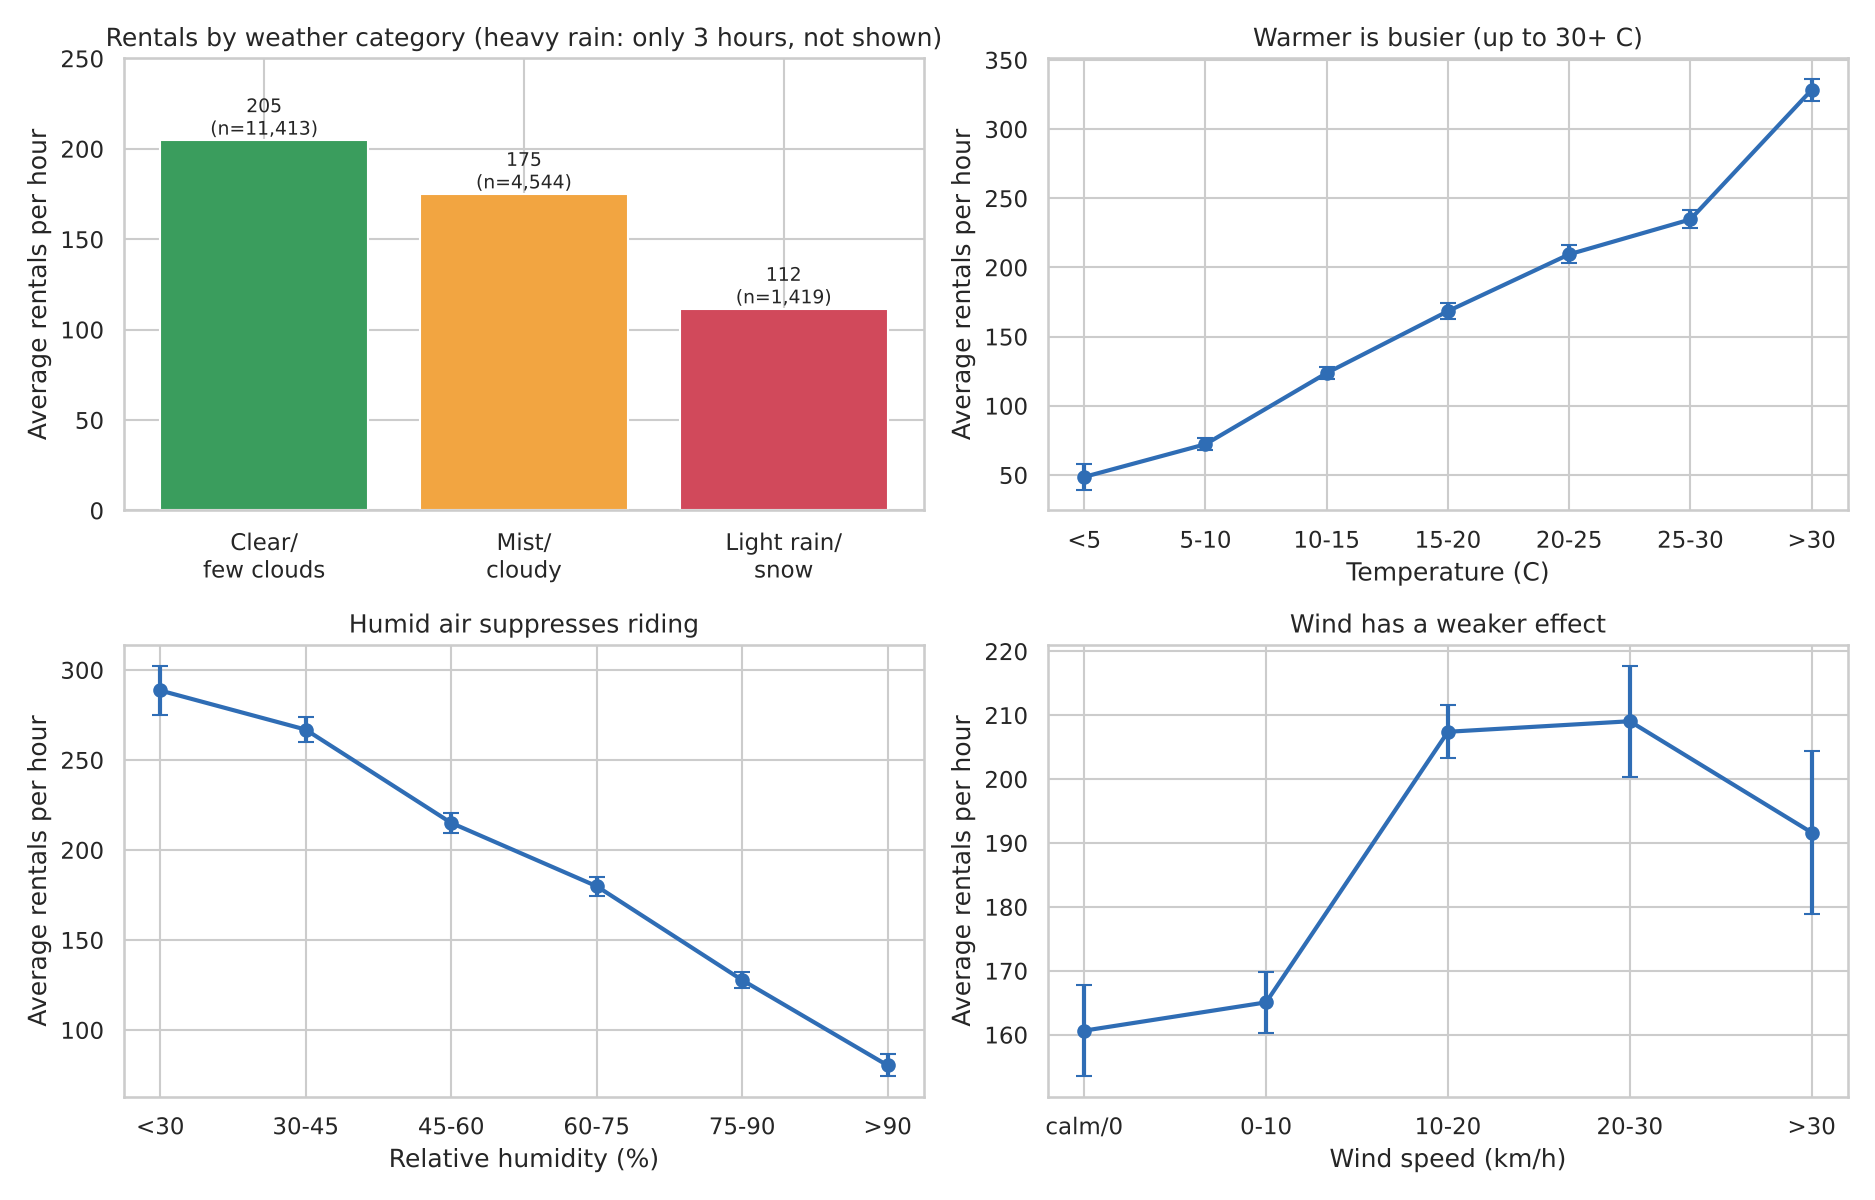 Rentals by weather category (heavy rain: only 3 hours, not shown)
Average rentals per hour
250
200
150
100
50
0
205
(n=11,413)
175
(n=4,544)
112
(n=1,419)
Clear/
few clouds
Mist/
cloudy
Light rain/
snow
Warmer is busier (up to 30+ C)
Average rentals per hour
350
300
250
200
150
100
50
<5
5-10
10-15
15-20
20-25
25-30
>30
Temperature (C)
Humid air suppresses riding
Average rentals per hour
300
250
200
150
100
<30
30-45
45-60
60-75
75-90
>90
Relative humidity (%)
Wind has a weaker effect
Average rentals per hour
220
210
200
190
180
170
160
calm/0
0-10
10-20
20-30
>30
Wind speed (km/h)